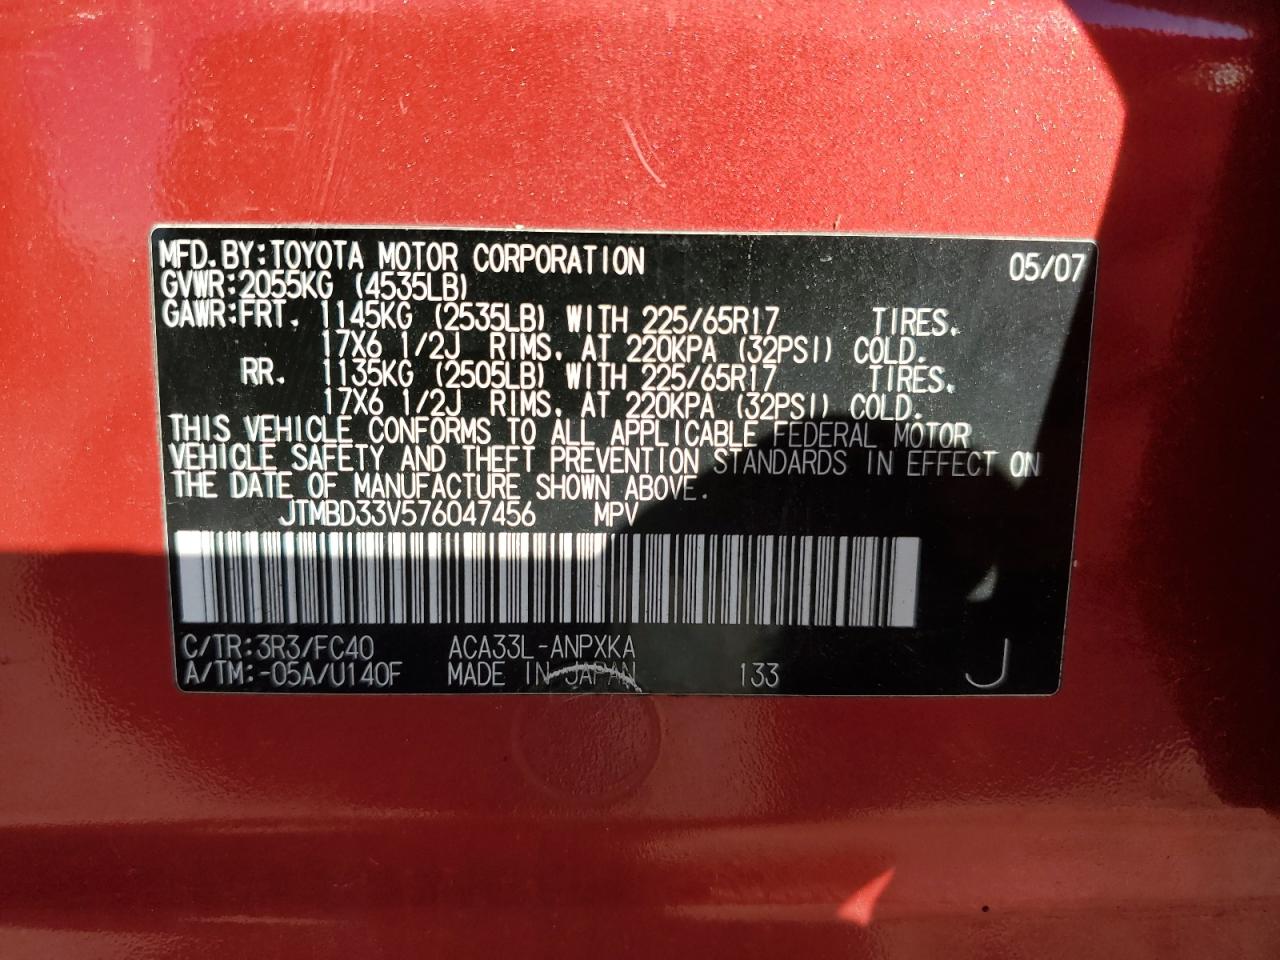 MFD.BY:TOYOTA MOTOR CORPORATION 05/07
GVWR:2055KG (4535LB)
GAWR:FRT. 1145KG (2535LB) WITH 225/65R17 TIRES.
17X6 1/2J RIMS. AT 220KPA (32PSI) COLD.
RR. 1135KG (2505LB) WITH 225/65R17 TIRES.
17X6 1/2J RIMS. AT 220KPA (32PSI) COLD.
THIS VEHICLE CONFORMS TO ALL APPLICABLE FEDERAL MOTOR
VEHICLE SAFETY AND THEFT PREVENTION STANDARDS IN EFFECT ON
THE DATE OF MANUFACTURE SHOWN ABOVE.
JTMBD33V576047456 MPV
C/TR:3R3/FC40 ACA33L-ANPXKA
A/TM:-05A/U140F MADE IN JAPAN 133 J